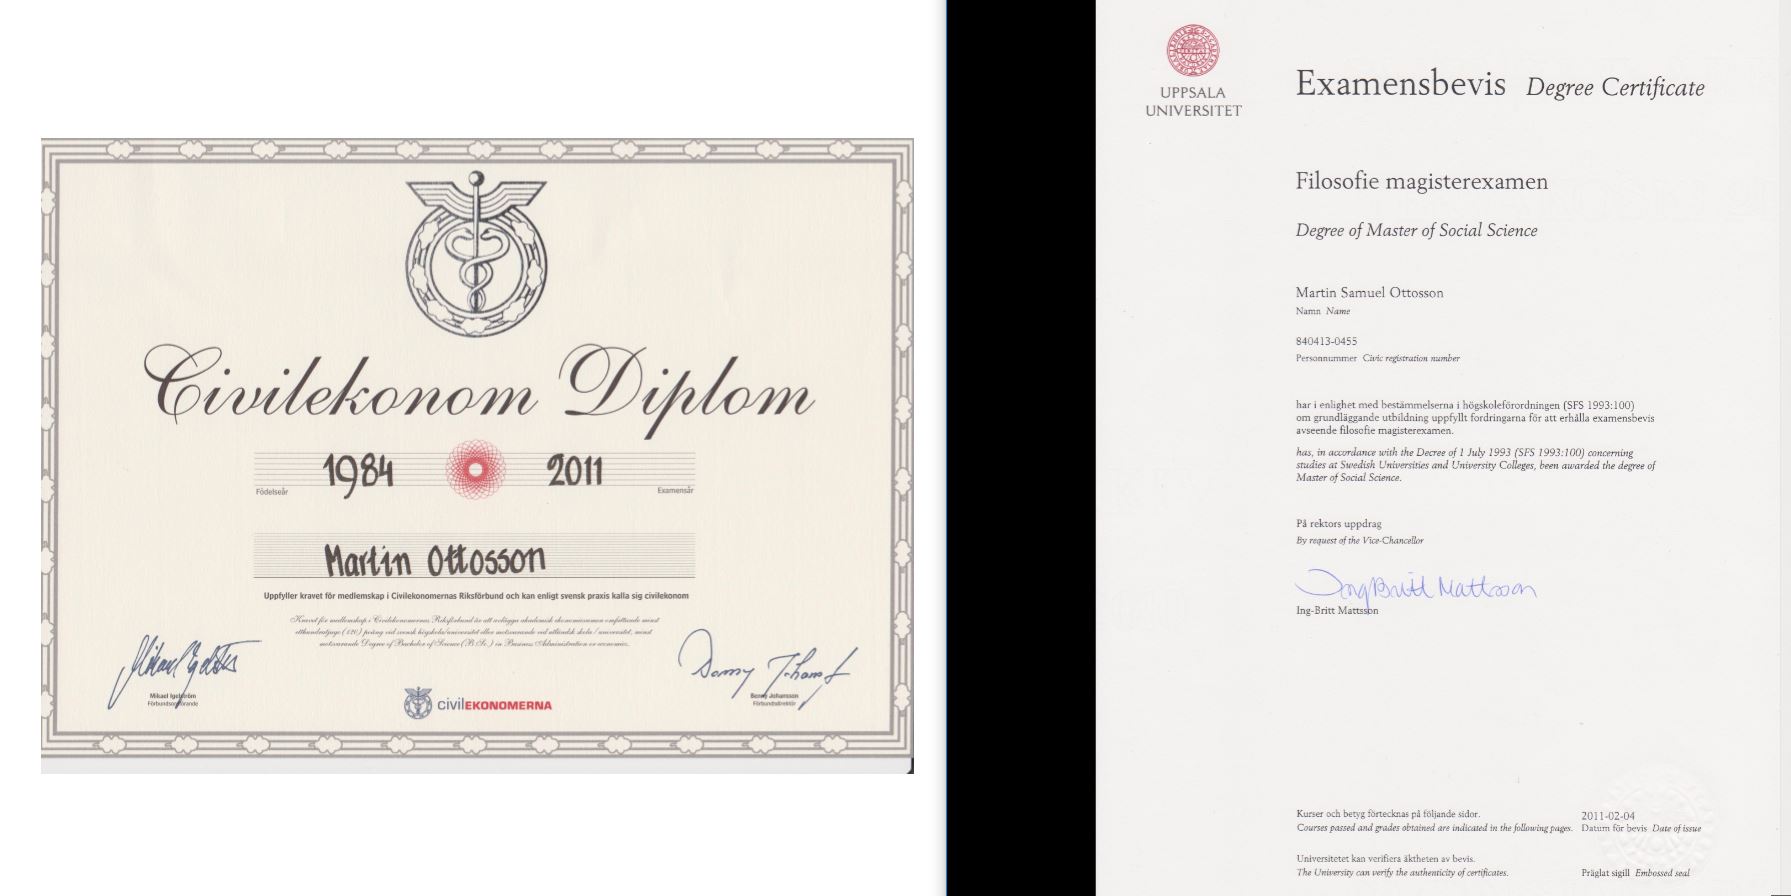 Civilekonom Diplom
1984 2011
Födelseår Examensår
Martin Ottosson
Uppfyller kravet för medlemskap i Civilekonomernas Riksförbund och kan enligt svensk praxis kalla sig civilekonom
Kravet för medlemskap i Civilekonomernas Riksförbund är att avlägga akademisk ekonomexamen omfattande minst
etthundratjugo (120) poäng vid svensk högskola/universitet eller motsvarande vid utländsk skola/universitet, minst
motsvarande Degree of Bachelor of Science (B.Sc.) in Business Administration or economics.
Mikael Igelström
Förbundsordförande
Benny Johansson
Förbundsdirektör
civilEKONOMERNA
UPPSALA
UNIVERSITET
Examensbevis Degree Certificate
Filosofie magisterexamen
Degree of Master of Social Science
Martin Samuel Ottosson
Namn Name
840413-0455
Personnummer Civic registration number
har i enlighet med bestämmelserna i högskoleförordningen (SFS 1993:100)
om grundläggande utbildning uppfyllt fordringarna för att erhålla examensbevis
avseende filosofie magisterexamen.
has, in accordance with the Decree of 1 July 1993 (SFS 1993:100) concerning
studies at Swedish Universities and University Colleges, been awarded the degree of
Master of Social Science.
På rektors uppdrag
By request of the Vice-Chancellor
IngBritt Mattsson
Ing-Britt Mattsson
Kurser och betyg förtecknas på följande sidor.
Courses passed and grades obtained are indicated in the following pages.
2011-02-04
Datum för bevis Date of issue
Universitetet kan verifiera äktheten av bevis.
The University can verify the authenticity of certificates.
Präglat sigill Embossed seal